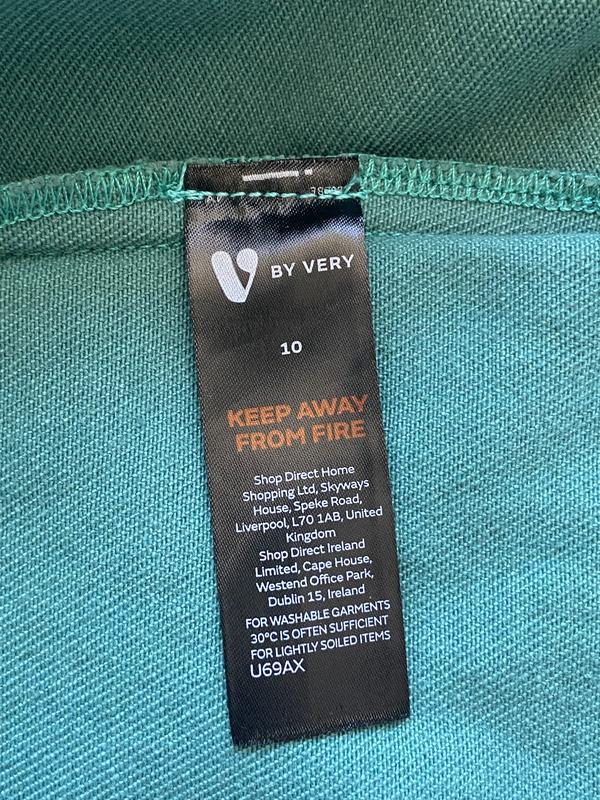 V BY VERY
10
KEEP AWAY
FROM FIRE
Shop Direct Home
Shopping Ltd, Skyways
House, Speke Road,
Liverpool, L70 1AB, United
Kingdom
Shop Direct Ireland
Limited, Cape House,
Westend Office Park,
Dublin 15, Ireland
FOR WASHABLE GARMENTS
30°C IS OFTEN SUFFICIENT
FOR LIGHTLY SOILED ITEMS
U69AX